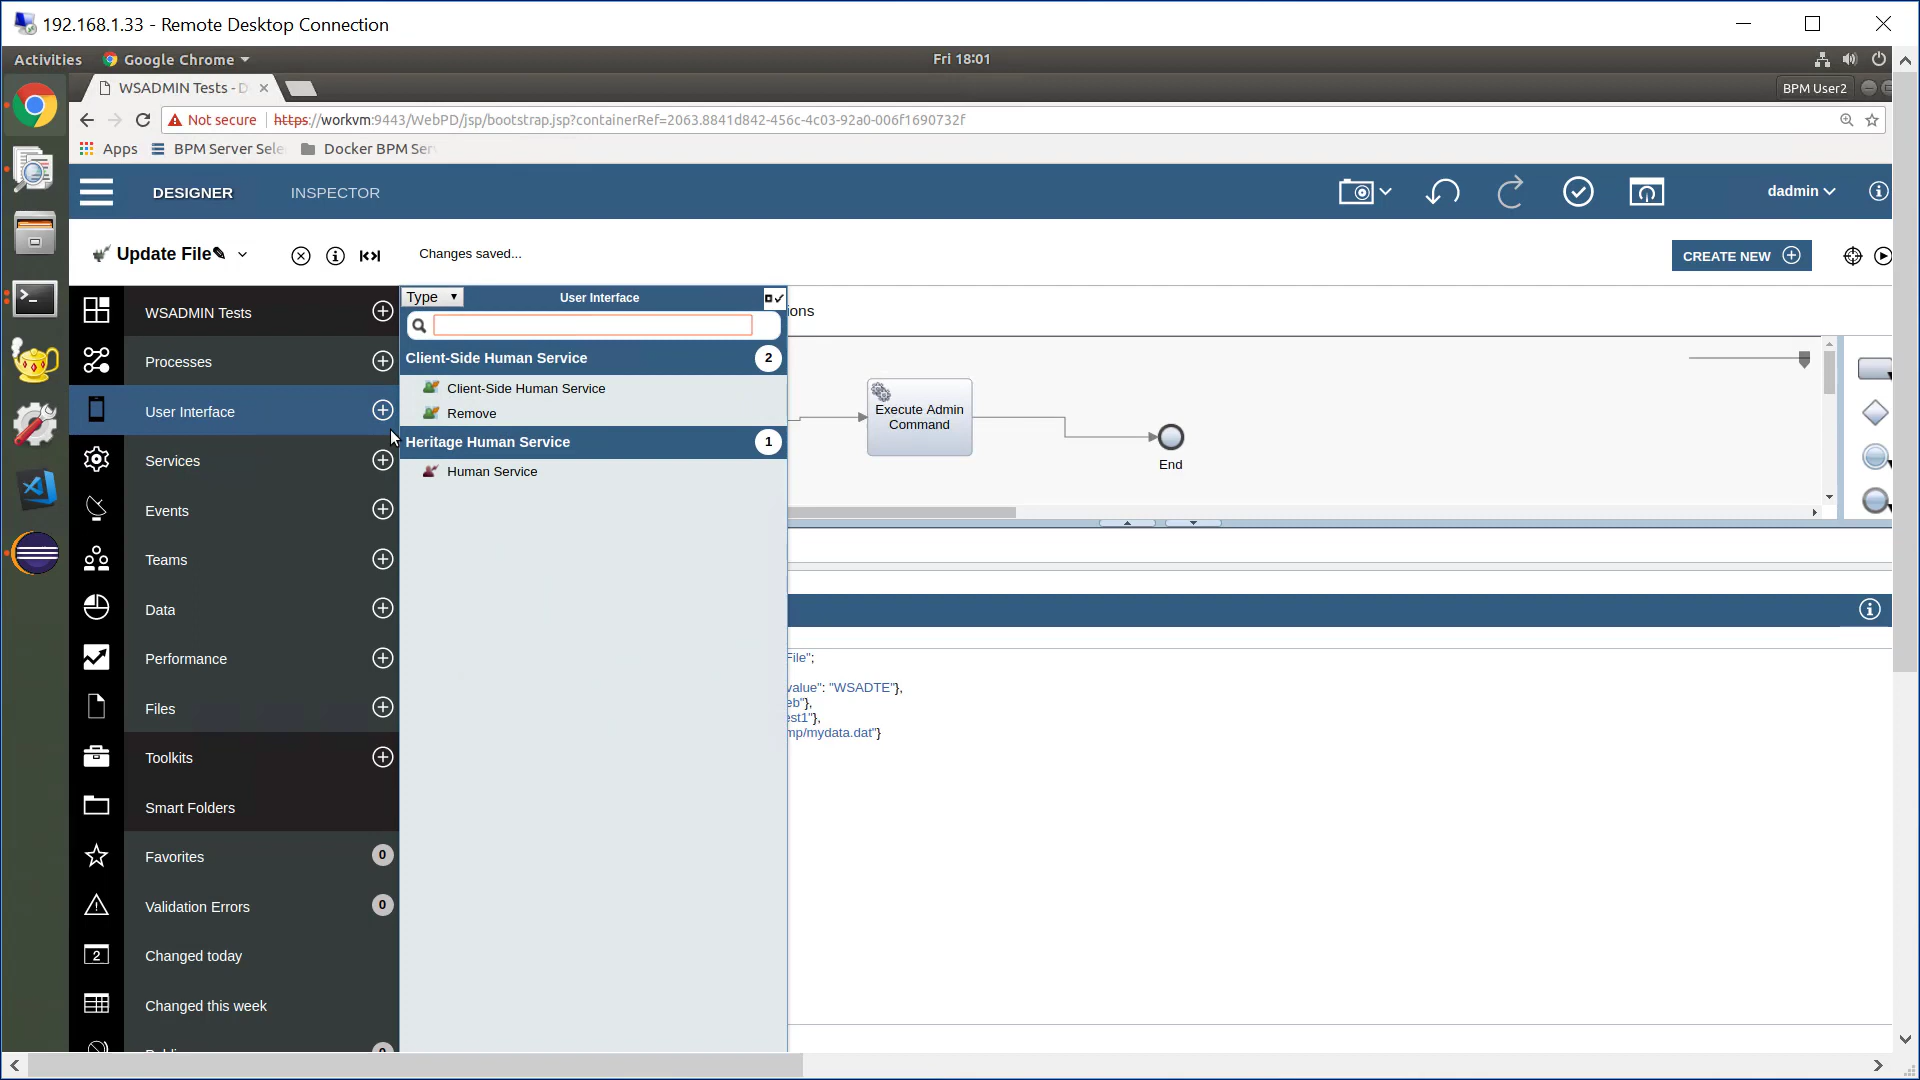 192.168.1.33 - Remote Desktop Connection
Activities
Google Chrome
Fri 18:01
WSADMIN Tests - D
BPM User2
Not secure
https://workvm:9443/WebPD/jsp/bootstrap.jsp?containerRef=2063.8841d842-456c-4c03-92a0-006f1690732f
Apps
BPM Server Sele
Docker BPM Serv
DESIGNER
INSPECTOR
dadmin
Update File
Changes saved...
CREATE NEW
WSADMIN Tests
Processes
User Interface
Services
Events
Teams
Data
Performance
Files
Toolkits
Smart Folders
Favorites
0
Validation Errors
0
2
Changed today
Changed this week
Type
User Interface
Client-Side Human Service
2
Client-Side Human Service
Remove
Heritage Human Service
1
Human Service
ions
Execute Admin
Command
End
File";
value": "WSADTE"},
eb"},
est1"},
mp/mydata.dat"}